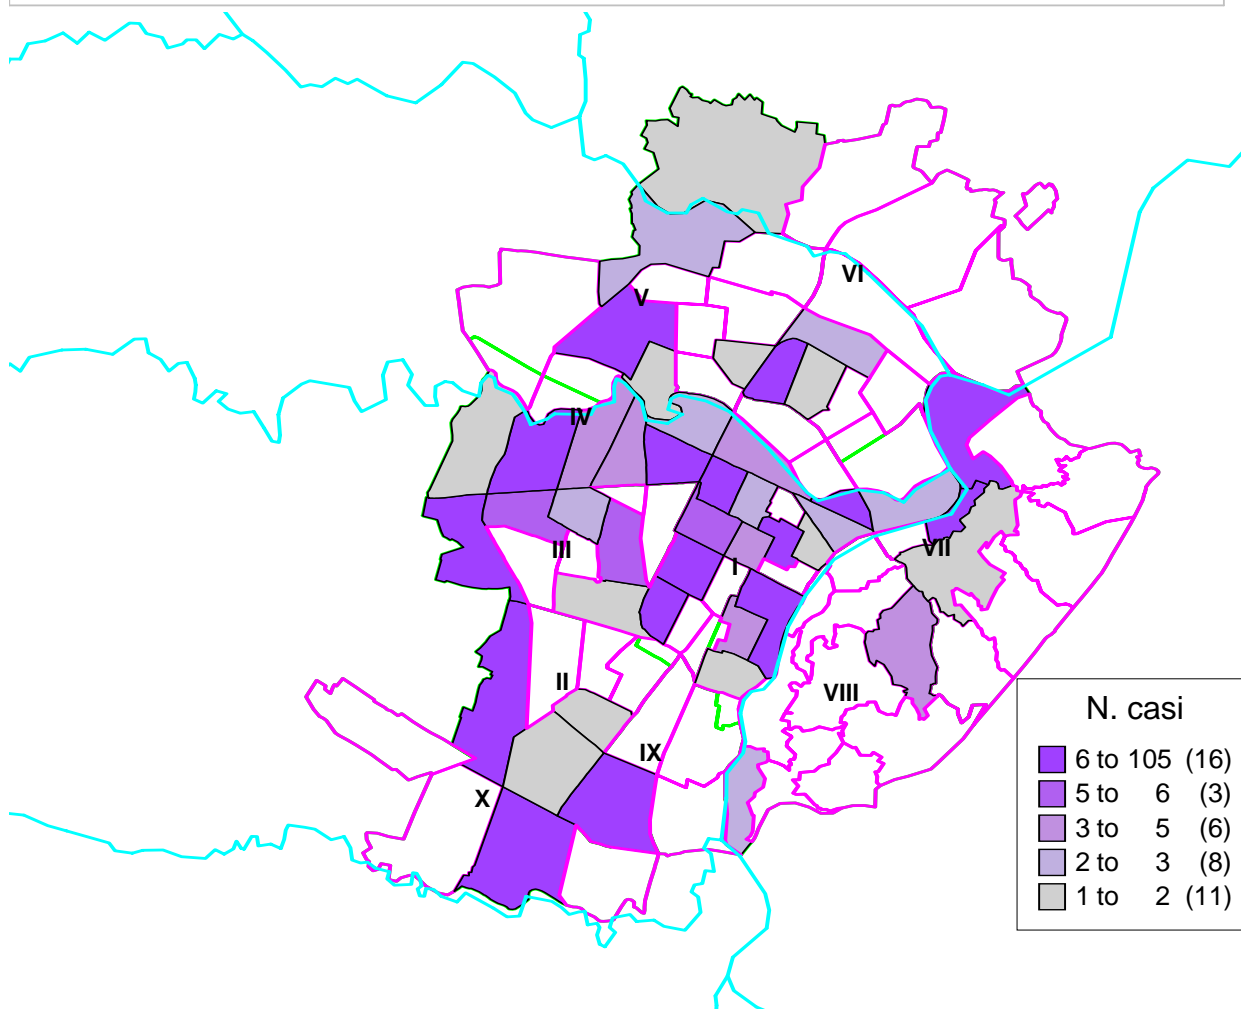 VI
V
IV
III
VII
I
II
VIII
IX
X
N. casi
6 to 105 (16)
5 to 6 (3)
3 to 5 (6)
2 to 3 (8)
1 to 2 (11)